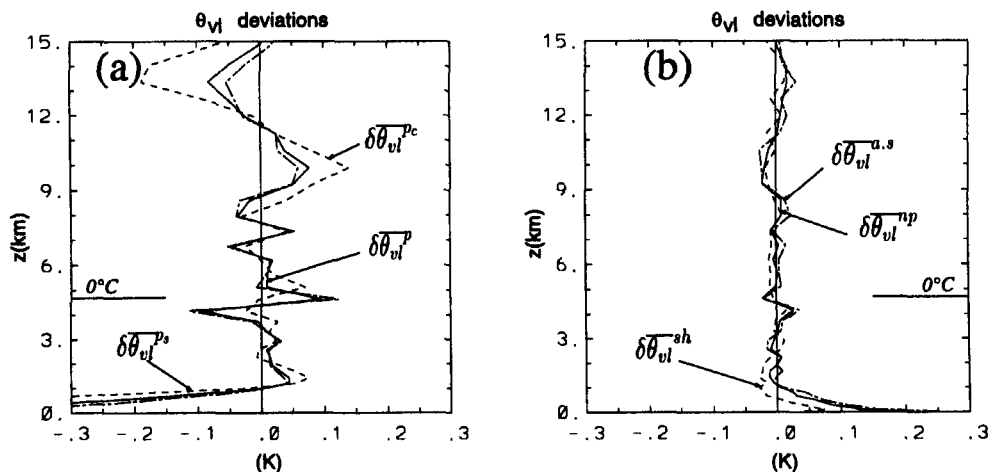 θvl deviations
(a)
15.
12.
9.
6.
3.
0.
z(km)
0°C
δθvl^pc
δθvl^p
δθvl^ps
-.3 -.2 -.1 .0 .1 .2 .3
(K)
θvl deviations
(b)
15.
12.
9.
6.
3.
0.
z(km)
0°C
δθvl^a.s
δθvl^np
δθvl^sh
-.3 -.2 -.1 .0 .1 .2 .3
(K)